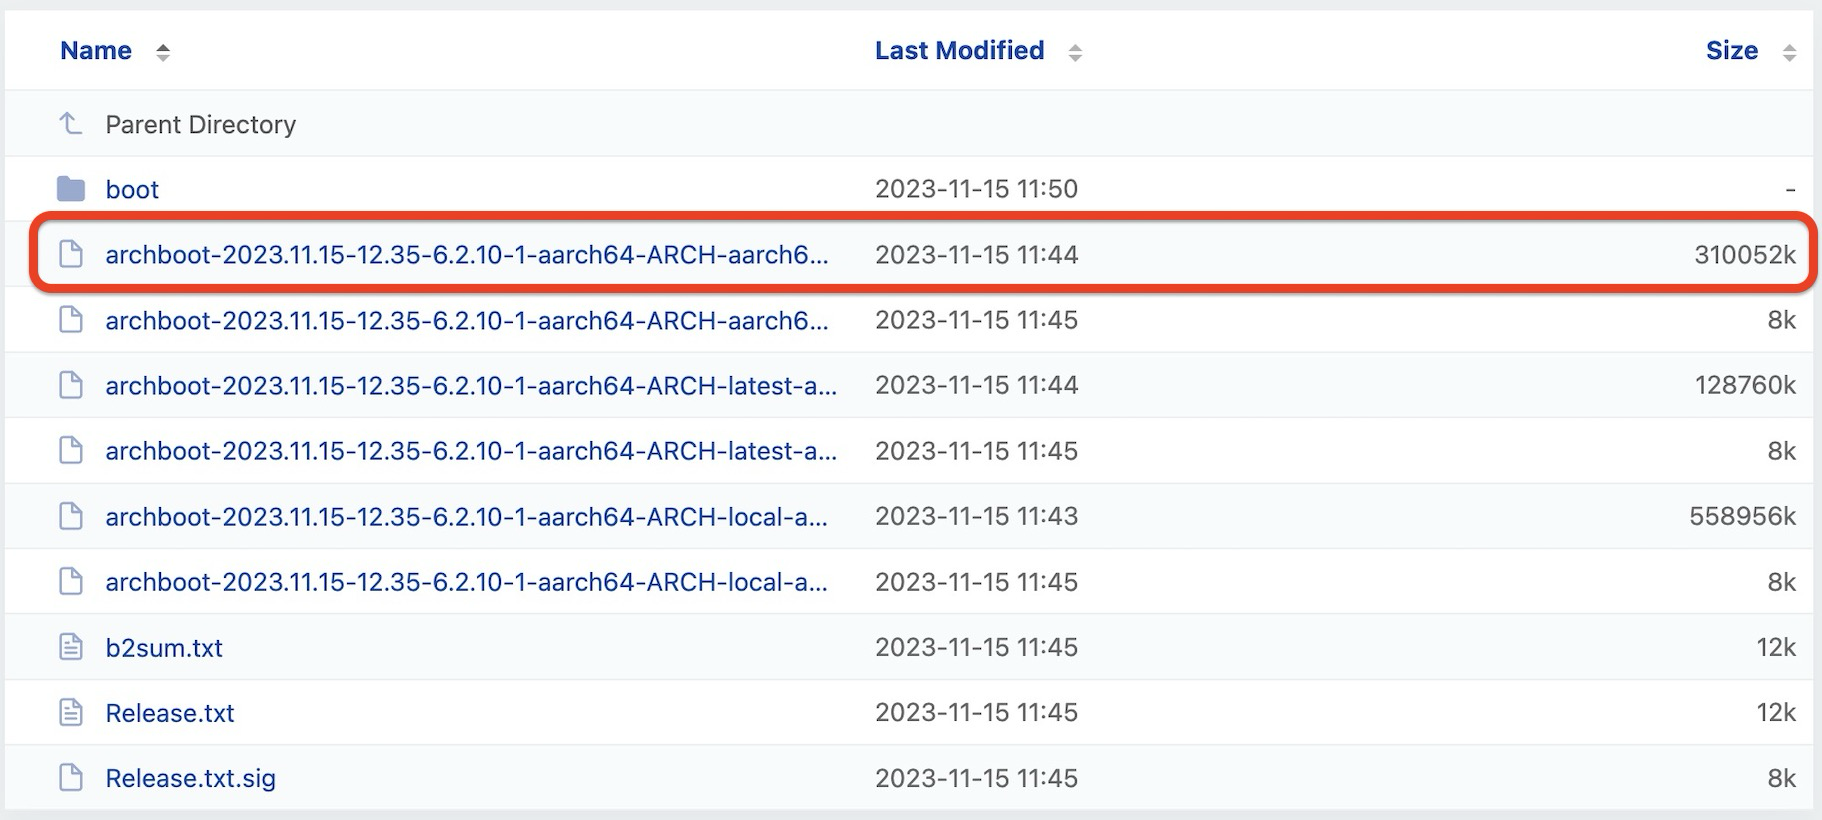 Name Last Modified Size
Parent Directory
boot 2023-11-15 11:50 -
archboot-2023.11.15-12.35-6.2.10-1-aarch64-ARCH-aarch6... 2023-11-15 11:44 310052k
archboot-2023.11.15-12.35-6.2.10-1-aarch64-ARCH-aarch6... 2023-11-15 11:45 8k
archboot-2023.11.15-12.35-6.2.10-1-aarch64-ARCH-latest-a... 2023-11-15 11:44 128760k
archboot-2023.11.15-12.35-6.2.10-1-aarch64-ARCH-latest-a... 2023-11-15 11:45 8k
archboot-2023.11.15-12.35-6.2.10-1-aarch64-ARCH-local-a... 2023-11-15 11:43 558956k
archboot-2023.11.15-12.35-6.2.10-1-aarch64-ARCH-local-a... 2023-11-15 11:45 8k
b2sum.txt 2023-11-15 11:45 12k
Release.txt 2023-11-15 11:45 12k
Release.txt.sig 2023-11-15 11:45 8k